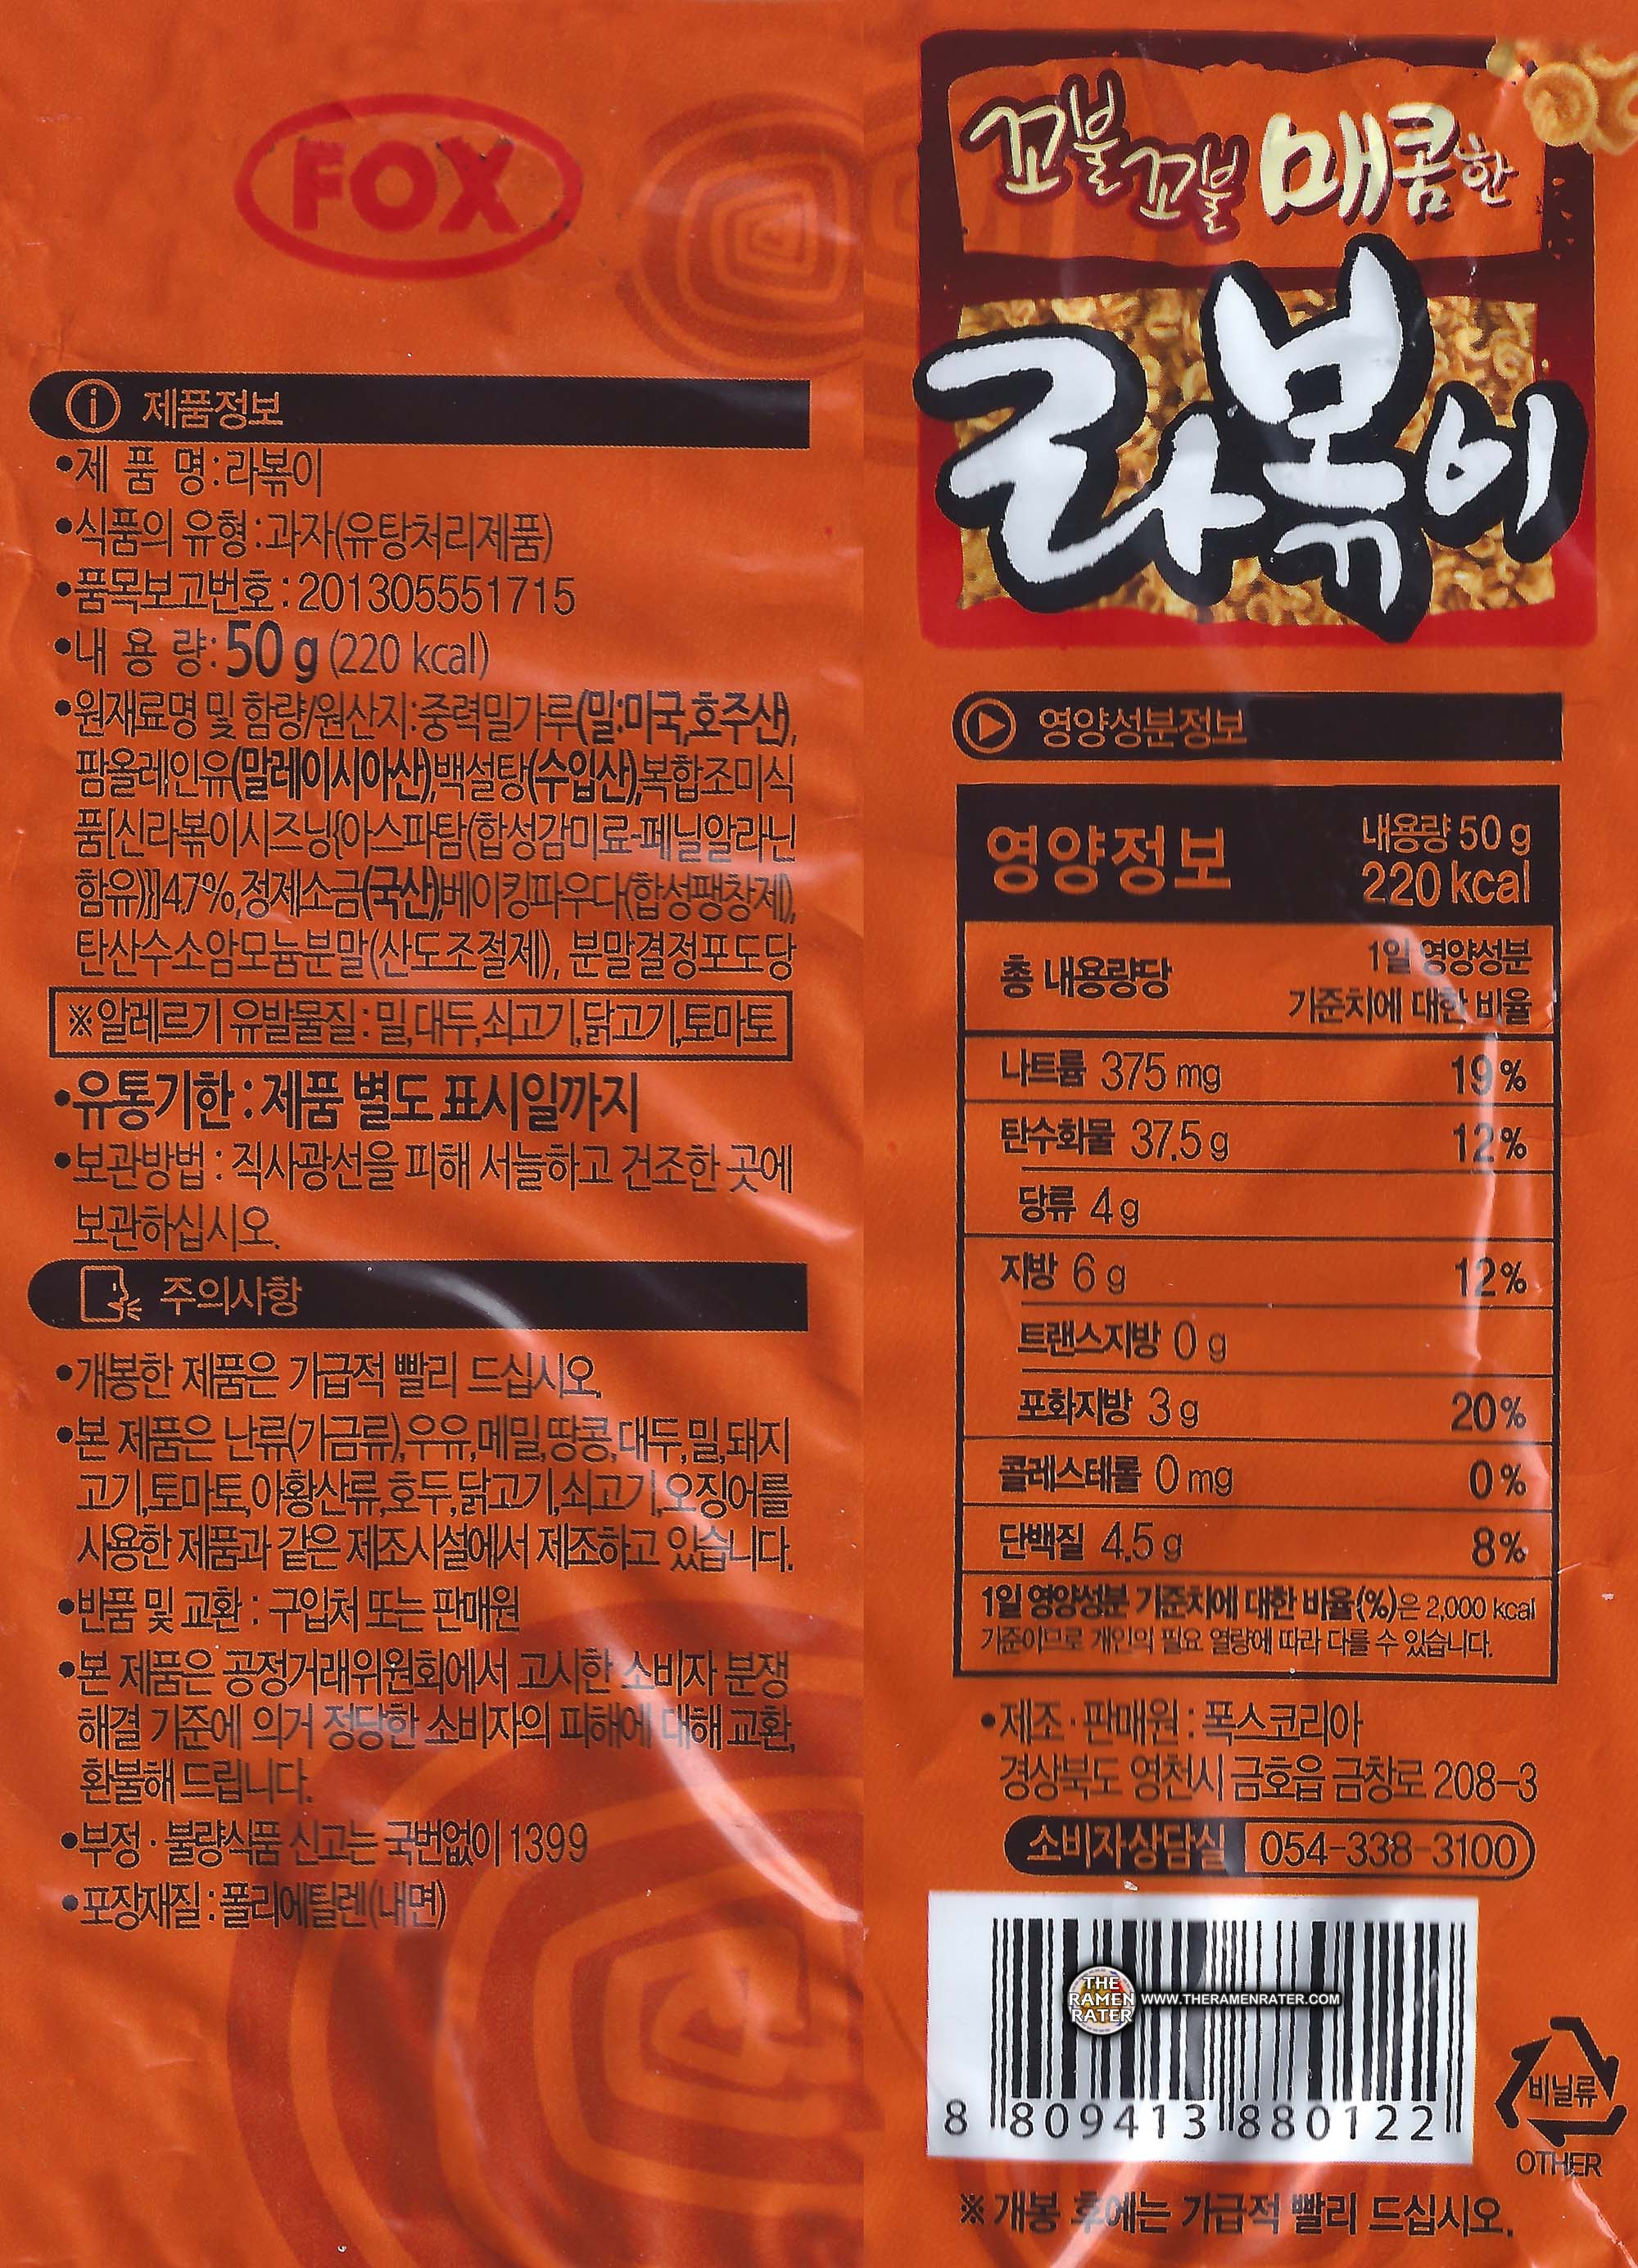 FOX
제품정보
•제 품 명:라볶이
•식품의 유형:과자(유탕처리제품)
•품목보고번호:201305551715
•내 용 량:50 g (220 kcal)
•원재료명 및 함량/원산지:중력밀가루(밀:미국,호주산),
팜올레인유(말레이시아산),백설탕(수입산),복합조미식
품[신라볶이시즈닝{아스파탐(합성감미료-페닐알라닌
함유)}]4.7%,정제소금(국산),베이킹파우다(합성팽창제),
탄산수소암모늄분말(산도조절제), 분말결정포도당
※알레르기 유발물질:밀,대두,쇠고기,닭고기,토마토
•유통기한:제품 별도 표시일까지
•보관방법:직사광선을 피해 서늘하고 건조한 곳에
보관하십시오.
주의사항
•개봉한 제품은 가급적 빨리 드십시오.
•본 제품은 난류(가금류),우유,메밀,땅콩,대두,밀,돼지
고기,토마토,아황산류,호두,닭고기,쇠고기,오징어를
사용한 제품과 같은 제조시설에서 제조하고 있습니다.
•반품 및 교환: 구입처 또는 판매원
•본 제품은 공정거래위원회에서 고시한 소비자 분쟁
해결 기준에 의거 정당한 소비자의 피해에 대해 교환,
환불해 드립니다.
•부정·불량식품 신고는 국번없이 1399
•포장재질:폴리에틸렌(내면)
꼬불꼬불 매콤한
라볶이
영양성분정보
영양정보
내용량 50 g
220 kcal
총 내용량당
1일 영양성분
기준치에 대한 비율
나트륨 375 mg 19%
탄수화물 37.5 g 12%
당류 4 g
지방 6 g 12%
트랜스지방 0 g
포화지방 3 g 20%
콜레스테롤 0 mg 0%
단백질 4.5 g 8%
1일 영양성분 기준치에 대한 비율(%)은 2,000 kcal
기준이므로 개인의 필요 열량에 따라 다를 수 있습니다.
•제조·판매원:폭스코리아
경상북도 영천시 금호읍 금창로 208-3
소비자상담실 054-338-3100
THE
RAMEN
RATER
WWW.THERAMENRATER.COM
8 809413 880122
비닐류
OTHER
※개봉 후에는 가급적 빨리 드십시오.